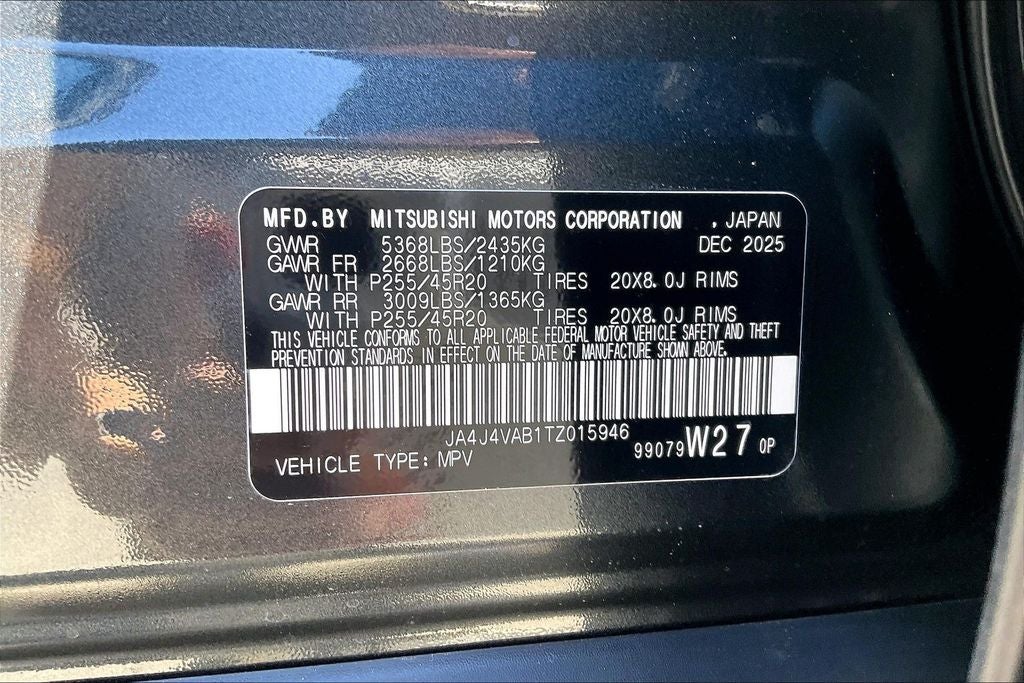 MFD.BY MITSUBISHI MOTORS CORPORATION , JAPAN
GWWR 5368LBS/2435KG DEC 2025
GAWR FR 2668LBS/1210KG
WITH P255/45R20 TIRES 20X8.0J RIMS
GAWR RR 3009LBS/1365KG
WITH P255/45R20 TIRES 20X8.0J RIMS
THIS VEHICLE CONFORMS TO ALL APPLICABLE FEDERAL MOTOR VEHICLE SAFETY AND THEFT
PREVENTION STANDARDS IN EFFECT ON THE DATE OF MANUFACTURE SHOWN ABOVE.
JA4J4VAB1TZ015946
VEHICLE TYPE: MPV 99079 W27 0P